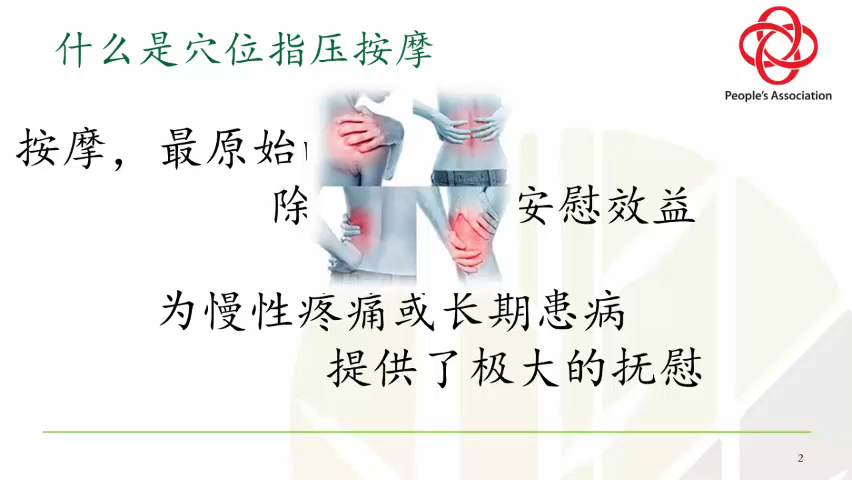 什么是穴位指压按摩
People's Association
按摩，最原始
除 安慰效益
为慢性疼痛或长期患病
提供了极大的抚慰
2